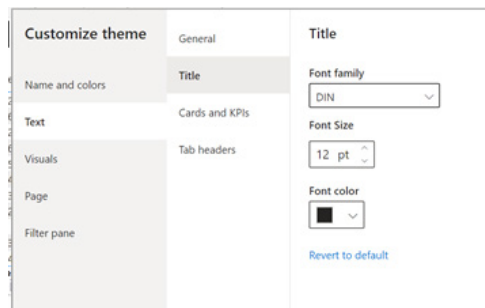 Customize theme
Name and colors
Text
Visuals
Page
Filter pane
General
Title
Cards and KPIs
Tab headers
Title
Font family
DIN
Font Size
12 pt
Font color
Revert to default